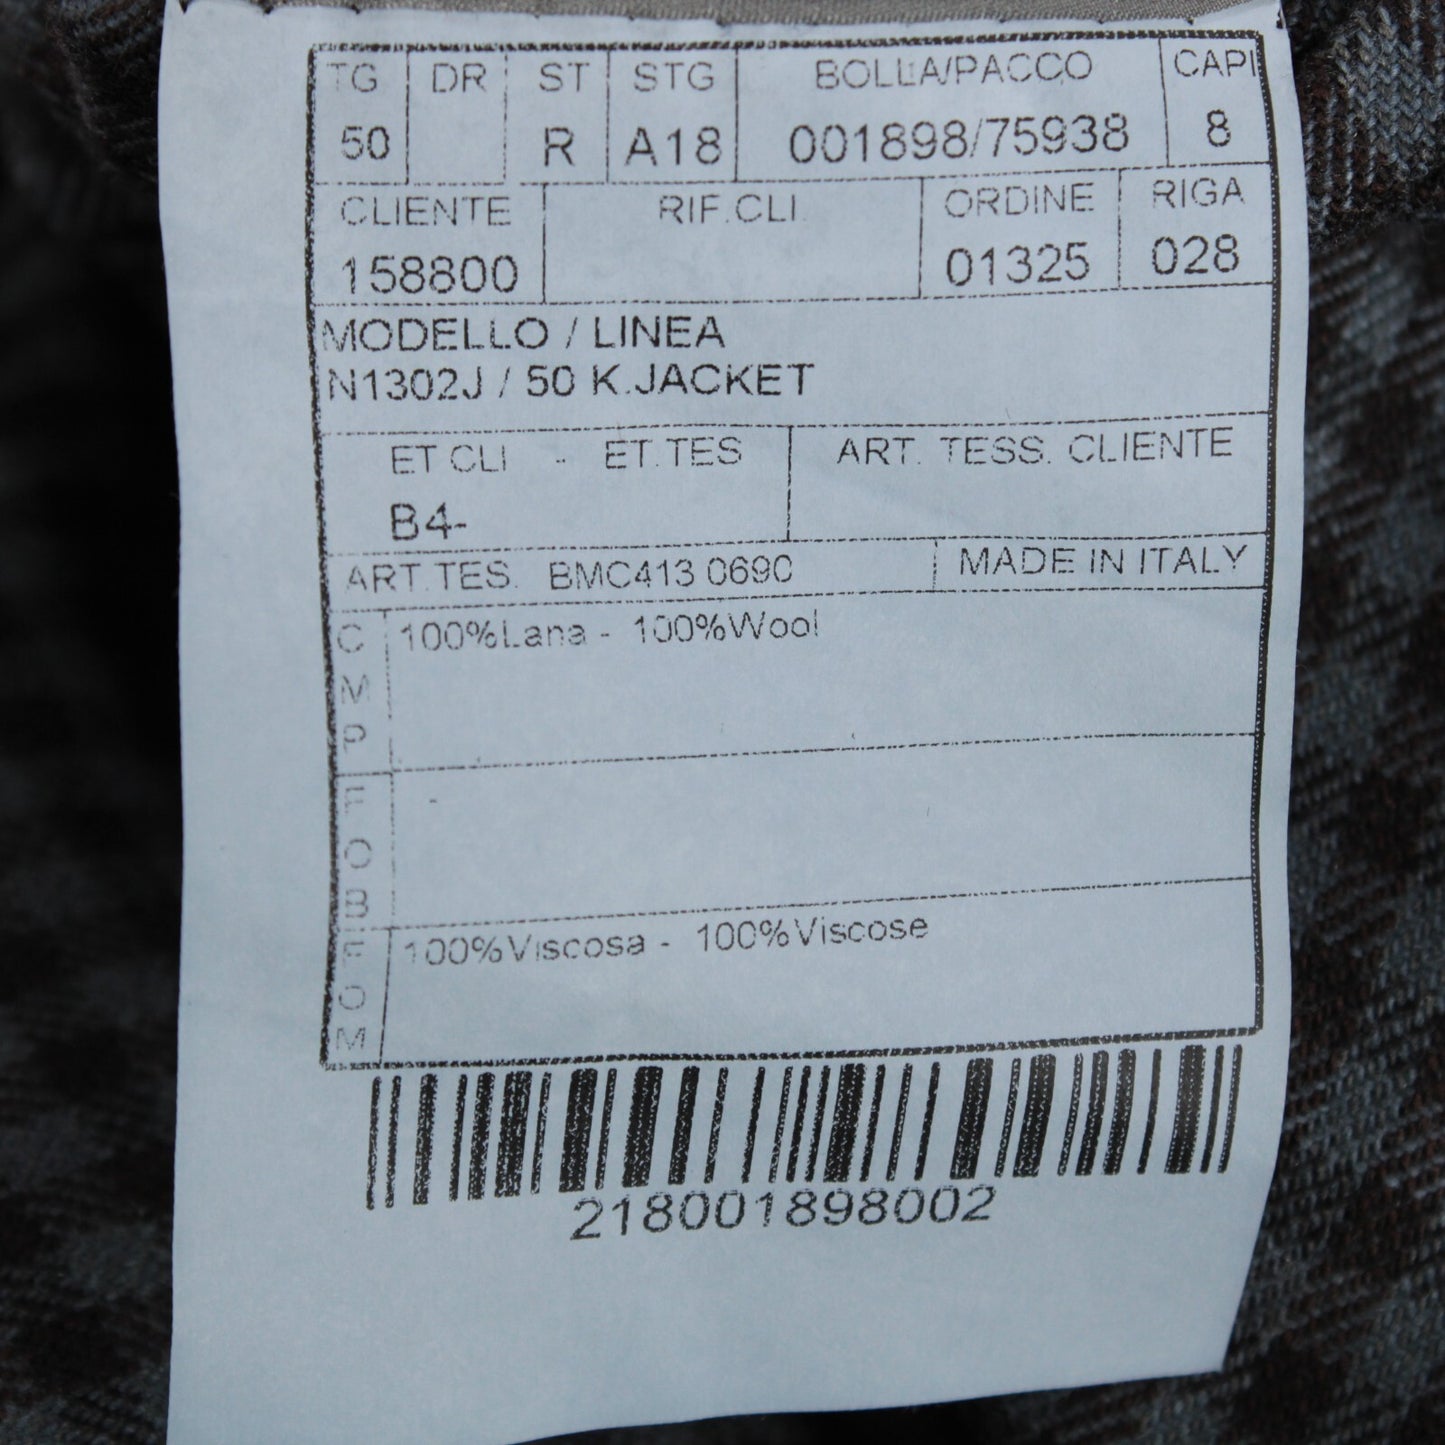 TG DR ST STG BOLLA/PACCO CAPI
50 R A18 001898/75938 8
CLIENTE RIF.CLI. ORDINE RIGA
158800 01325 028
MODELLO / LINEA
N1302J / 50 K.JACKET
ET CLI - ET.TES ART. TESS. CLIENTE
B4-
ART.TES. BMC413 0690 MADE IN ITALY
C M P 100%Lana - 100%Wool
F O B -
F O M 100%Viscosa - 100%Viscose
218001898002